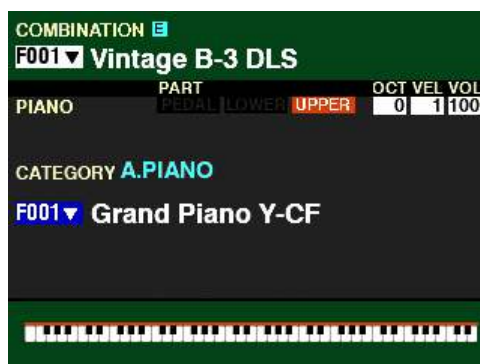 COMBINATION E
F001▼ Vintage B-3 DLS
PART OCT VEL VOL
PIANO PEDAL LOWER UPPER 0 1 100
CATEGORY A.PIANO
F001▼ Grand Piano Y-CF